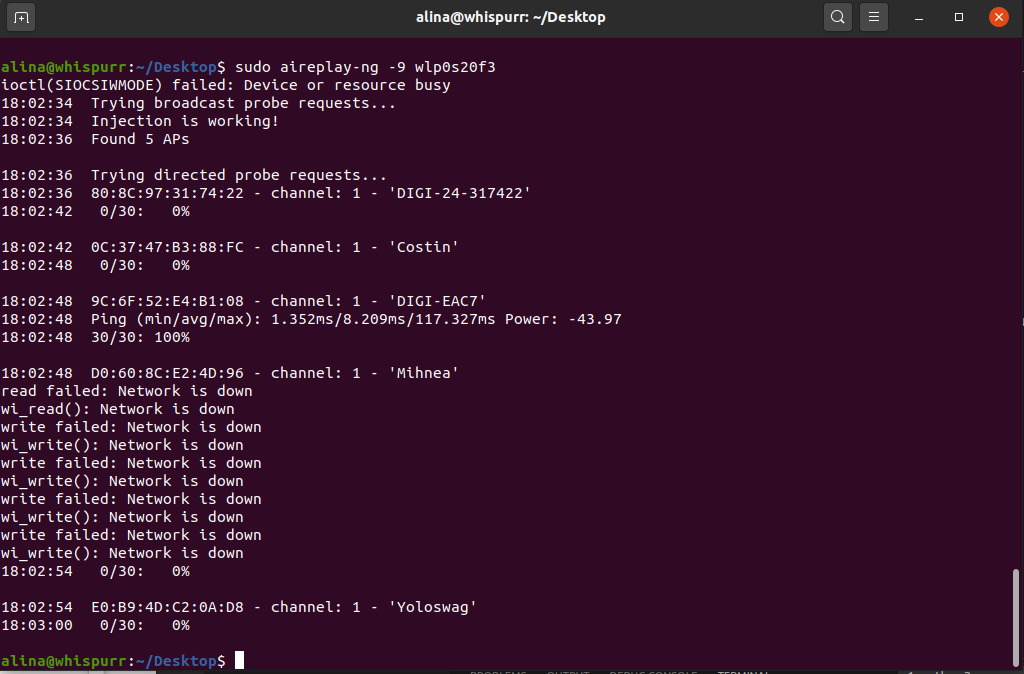 alina@whispurr: ~/Desktop
alina@whispurr:~/Desktop$ sudo aireplay-ng -9 wlp0s20f3
ioctl(SIOCSIWMODE) failed: Device or resource busy
18:02:34  Trying broadcast probe requests...
18:02:34  Injection is working!
18:02:36  Found 5 APs
18:02:36  Trying directed probe requests...
18:02:36  80:8C:97:31:74:22 - channel: 1 - 'DIGI-24-317422'
18:02:42   0/30:   0%
18:02:42  0C:37:47:B3:88:FC - channel: 1 - 'Costin'
18:02:48   0/30:   0%
18:02:48  9C:6F:52:E4:B1:08 - channel: 1 - 'DIGI-EAC7'
18:02:48  Ping (min/avg/max): 1.352ms/8.209ms/117.327ms Power: -43.97
18:02:48  30/30: 100%
18:02:48  D0:60:8C:E2:4D:96 - channel: 1 - 'Mihnea'
read failed: Network is down
wi_read(): Network is down
write failed: Network is down
wi_write(): Network is down
write failed: Network is down
wi_write(): Network is down
write failed: Network is down
wi_write(): Network is down
write failed: Network is down
wi_write(): Network is down
18:02:54   0/30:   0%
18:02:54  E0:B9:4D:C2:0A:D8 - channel: 1 - 'Yoloswag'
18:03:00   0/30:   0%
alina@whispurr:~/Desktop$
PROBLEMS OUTPUT DEBUG CONSOLE TERMINAL